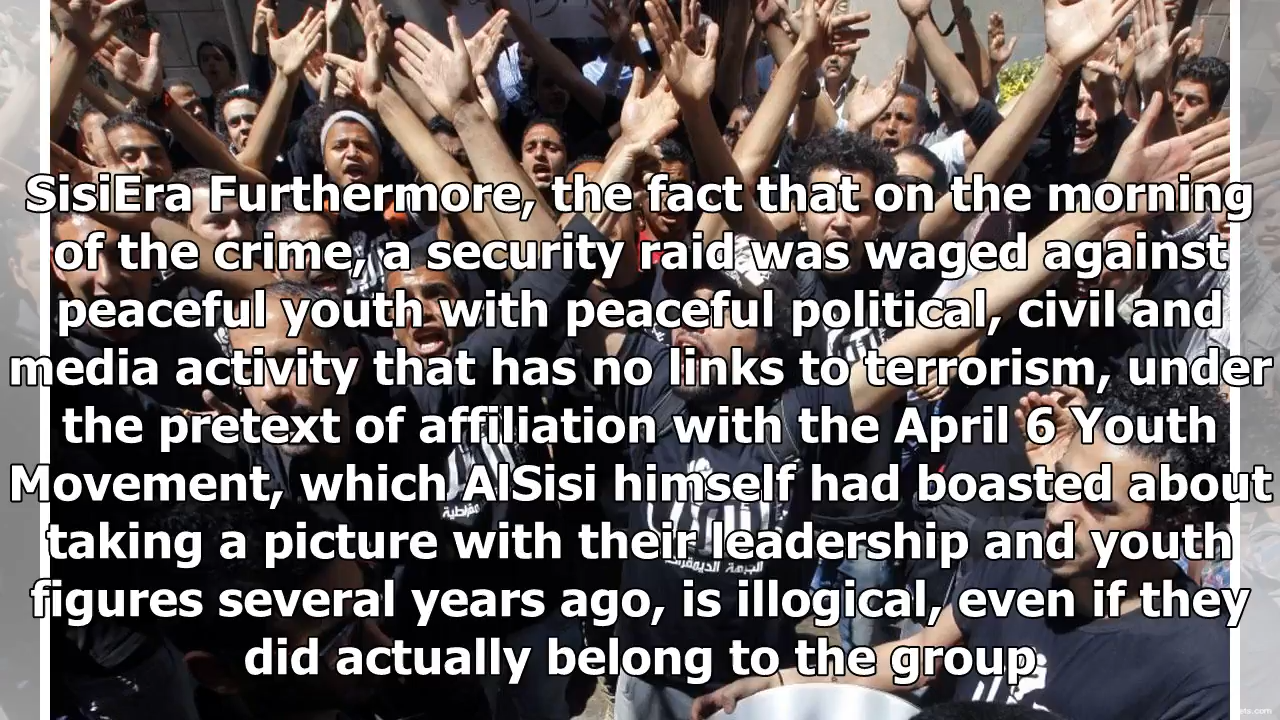 SisiEra Furthermore, the fact that on the morning
of the crime, a security raid was waged against
peaceful youth with peaceful political, civil and
media activity that has no links to terrorism, under
the pretext of affiliation with the April 6 Youth
Movement, which AlSisi himself had boasted about
taking a picture with their leadership and youth
figures several years ago, is illogical, even if they
did actually belong to the group